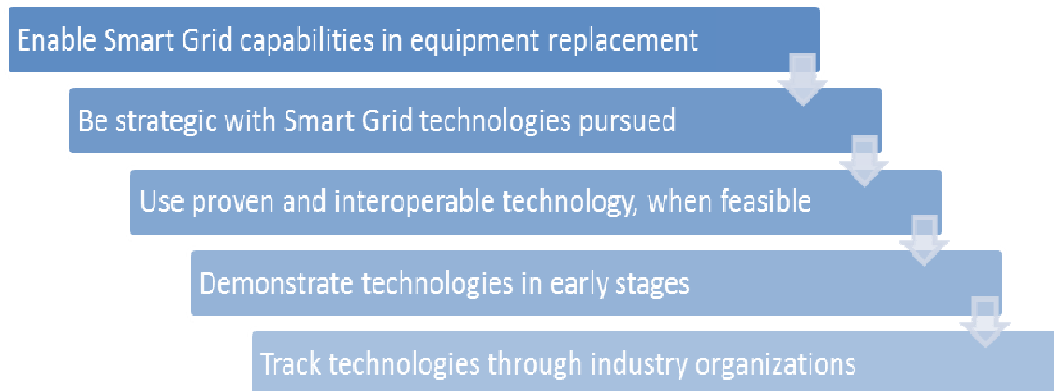 Enable Smart Grid capabilities in equipment replacement
Be strategic with Smart Grid technologies pursued
Use proven and interoperable technology, when feasible
Demonstrate technologies in early stages
Track technologies through industry organizations